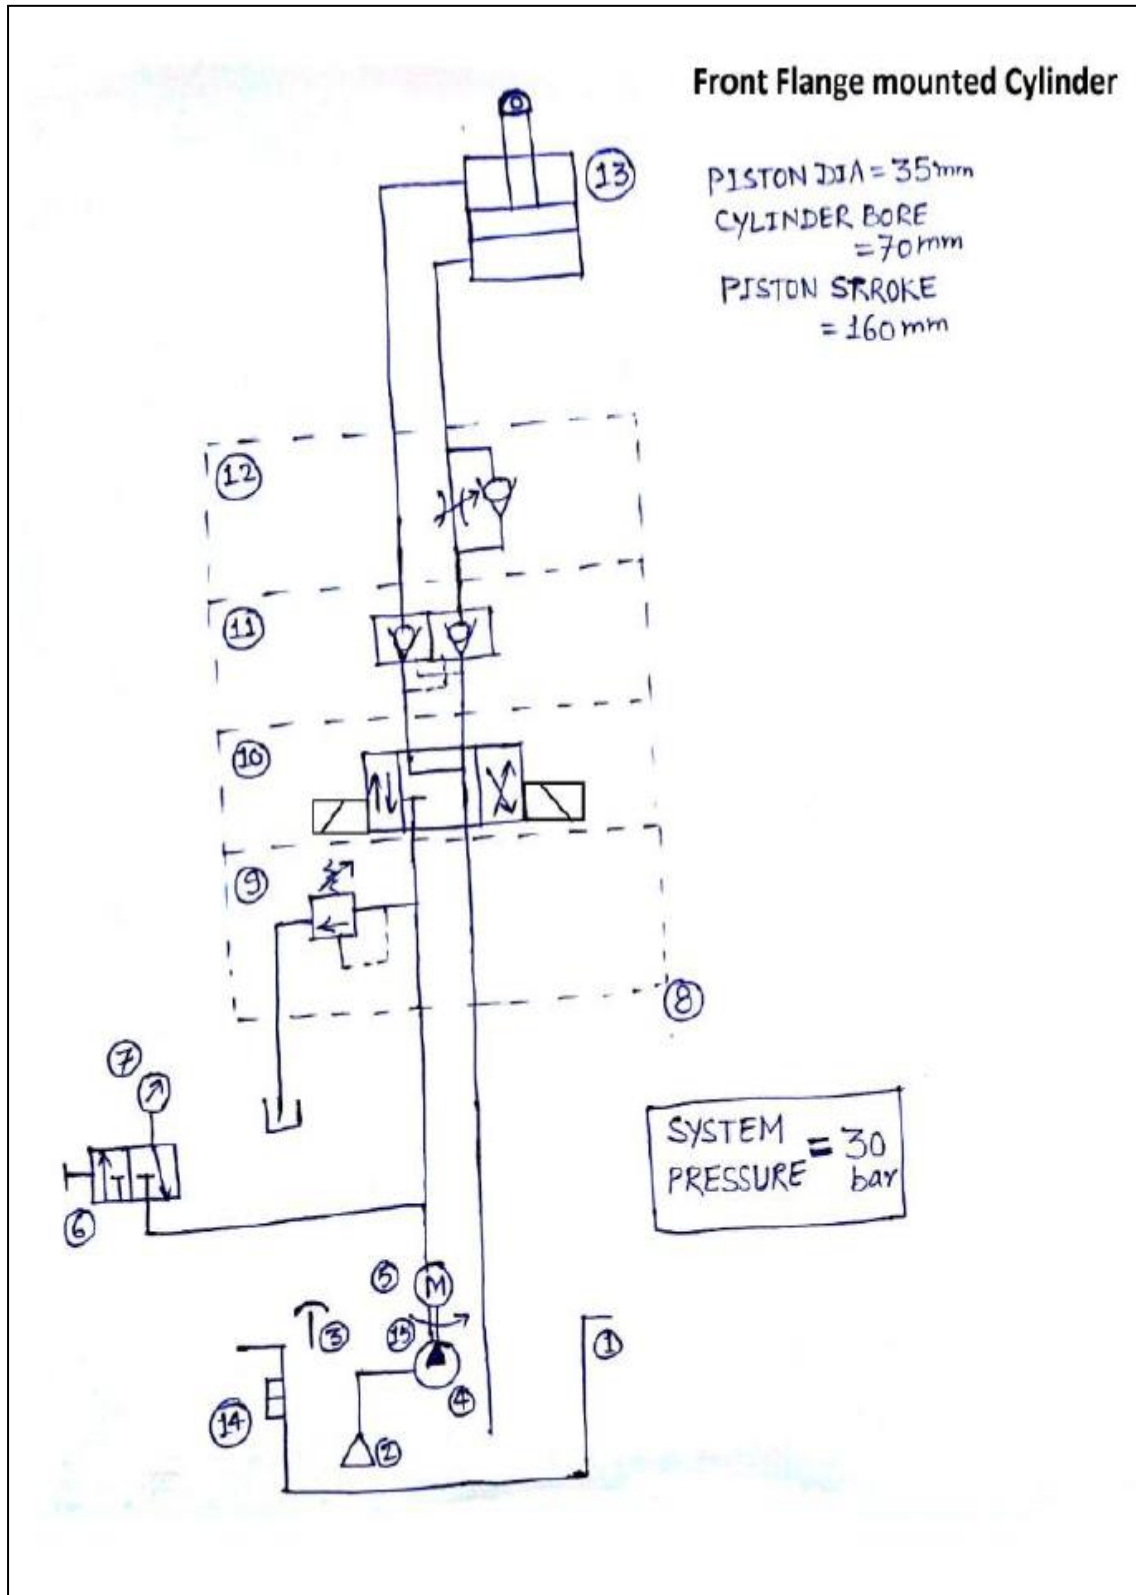 Front Flange mounted Cylinder
13
PISTON DIA = 35mm
CYLINDER BORE
= 70mm
PISTON STRROKE
= 160mm
12
11
10
9
8
7
SYSTEM
PRESSURE = 30
bar
6
5
M
3
15
1
4
14
2